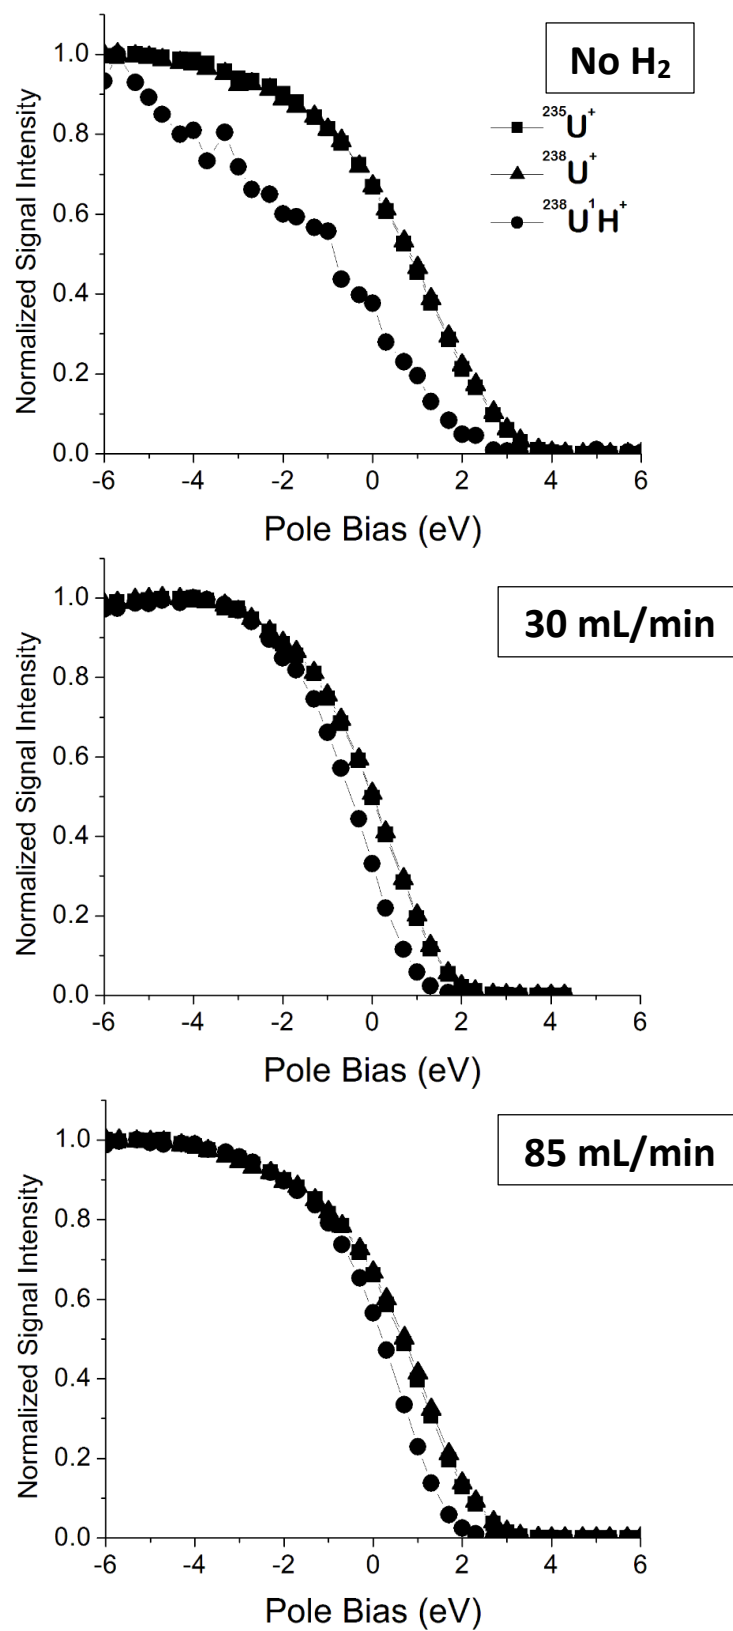 No H₂
²³⁵U⁺
²³⁸U⁺
²³⁸U¹H⁺
Normalized Signal Intensity
1.0
0.8
0.6
0.4
0.2
0.0
-6 -4 -2 0 2 4 6
Pole Bias (eV)
30 mL/min
Normalized Signal Intensity
1.0
0.8
0.6
0.4
0.2
0.0
-6 -4 -2 0 2 4 6
Pole Bias (eV)
85 mL/min
Normalized Signal Intensity
1.0
0.8
0.6
0.4
0.2
0.0
-6 -4 -2 0 2 4 6
Pole Bias (eV)